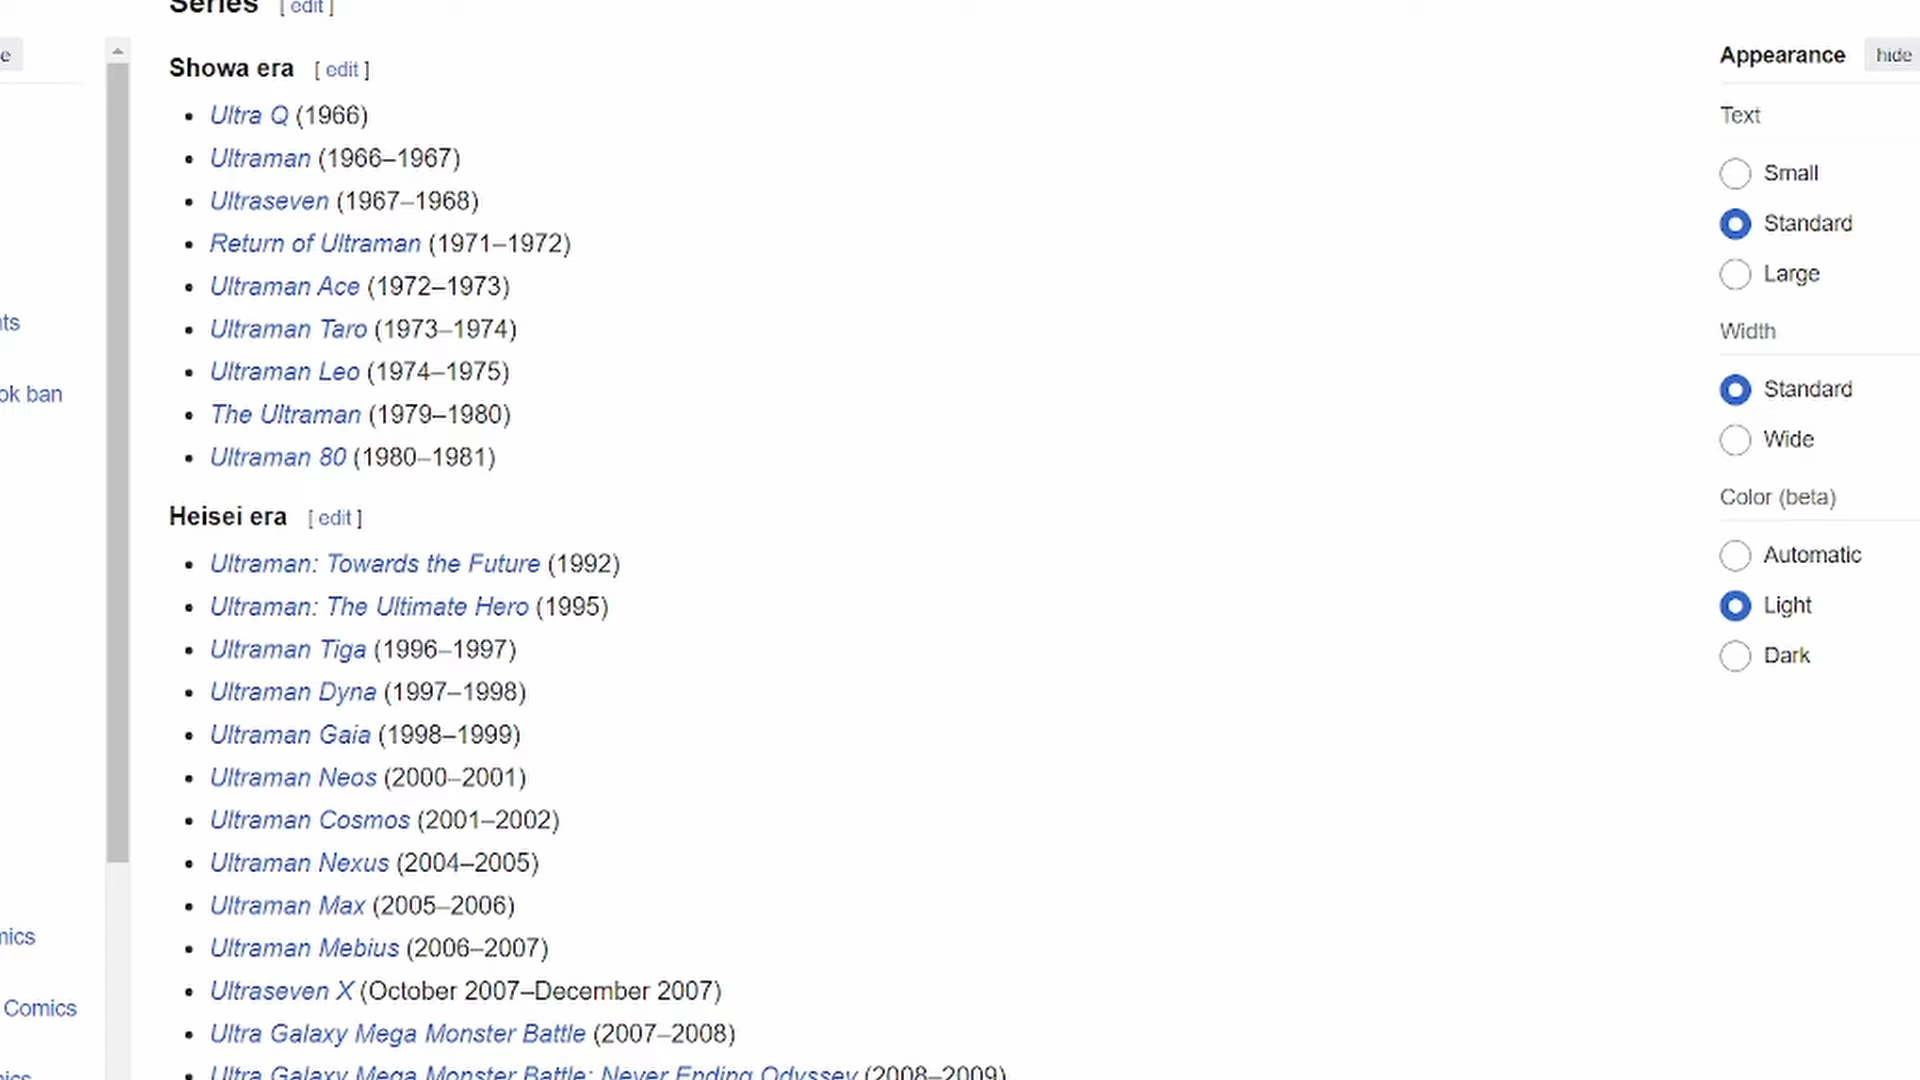 Series [ edit ]
Showa era [ edit ]
Ultra Q (1966)
Ultraman (1966–1967)
Ultraseven (1967–1968)
Return of Ultraman (1971–1972)
Ultraman Ace (1972–1973)
Ultraman Taro (1973–1974)
Ultraman Leo (1974–1975)
The Ultraman (1979–1980)
Ultraman 80 (1980–1981)
Heisei era [ edit ]
Ultraman: Towards the Future (1992)
Ultraman: The Ultimate Hero (1995)
Ultraman Tiga (1996–1997)
Ultraman Dyna (1997–1998)
Ultraman Gaia (1998–1999)
Ultraman Neos (2000–2001)
Ultraman Cosmos (2001–2002)
Ultraman Nexus (2004–2005)
Ultraman Max (2005–2006)
Ultraman Mebius (2006–2007)
Ultraseven X (October 2007–December 2007)
Ultra Galaxy Mega Monster Battle (2007–2008)
Ultra Galaxy Mega Monster Battle: Never Ending Odyssey (2008–2009)
ban
Comics
Appearance hide
Text
Small
Standard
Large
Width
Standard
Wide
Color (beta)
Automatic
Light
Dark